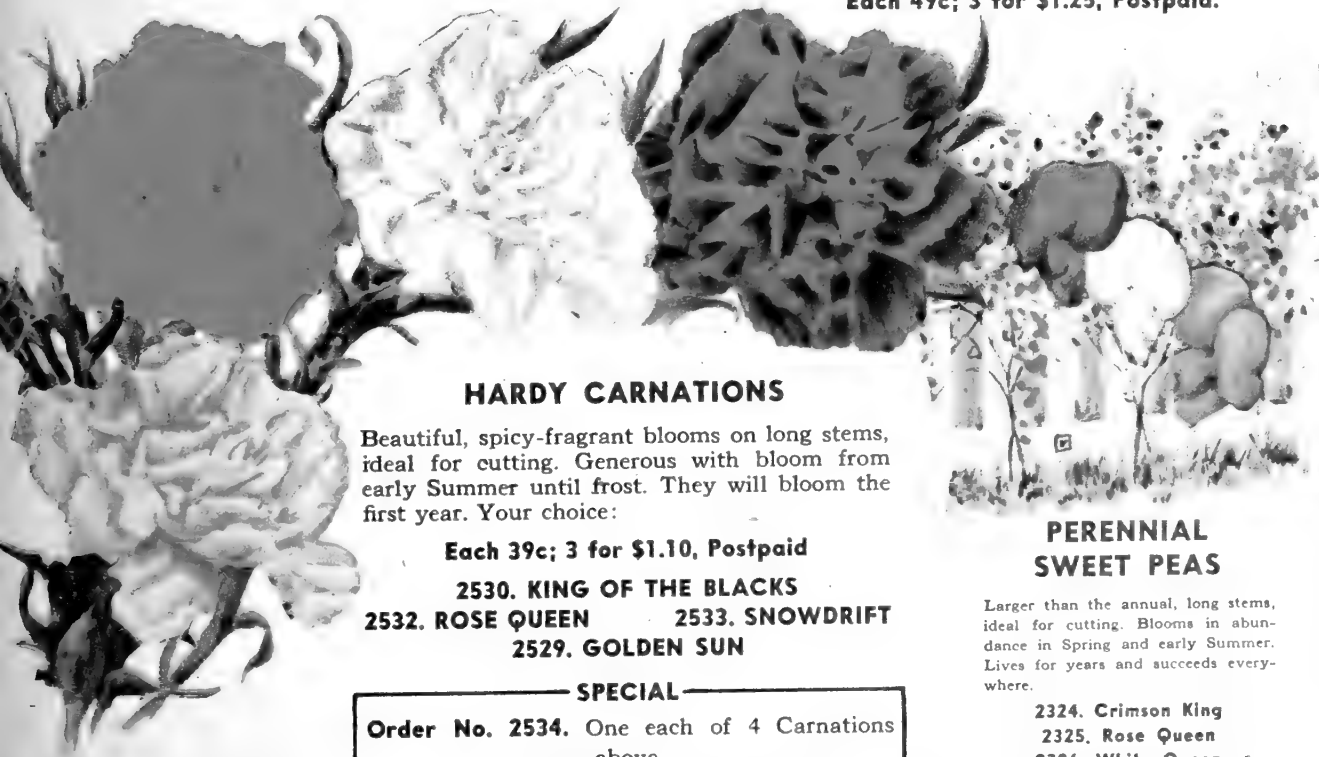 Each 49c; 3 for $1.25, Postpaid.
HARDY CARNATIONS
Beautiful, spicy-fragrant blooms on long stems,
ideal for cutting. Generous with bloom from
early Summer until frost. They will bloom the
first year. Your choice:
Each 39c; 3 for $1.10, Postpaid
2530. KING OF THE BLACKS
2532. ROSE QUEEN 2533. SNOWDRIFT
2529. GOLDEN SUN
SPECIAL
Order No. 2534. One each of 4 Carnations
above
PERENNIAL
SWEET PEAS
Larger than the annual, long stems,
ideal for cutting. Blooms in abun-
dance in Spring and early Summer.
Lives for years and succeeds every-
where.
2324. Crimson King
2325. Rose Queen
White Queen